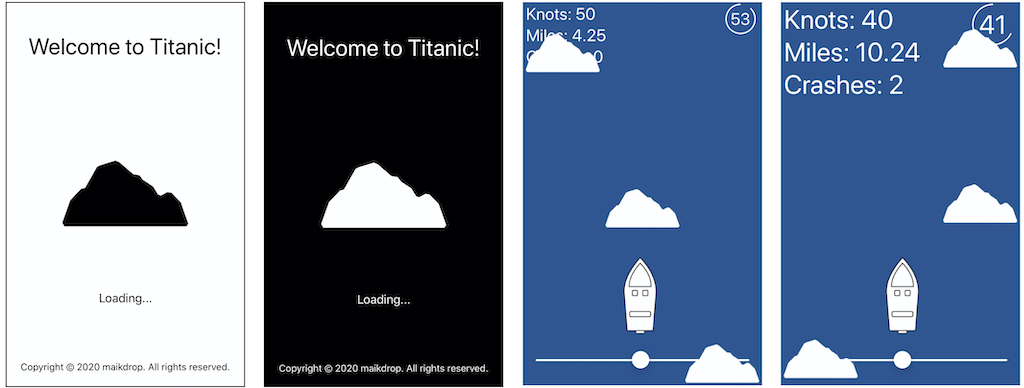 Welcome to Titanic!
Loading...
Copyright © 2020 maikdrop. All rights reserved.
Welcome to Titanic!
Loading...
Copyright © 2020 maikdrop. All rights reserved.
Knots: 50
53
Miles: 4.25
Knots: 40
41
Miles: 10.24
Crashes: 2